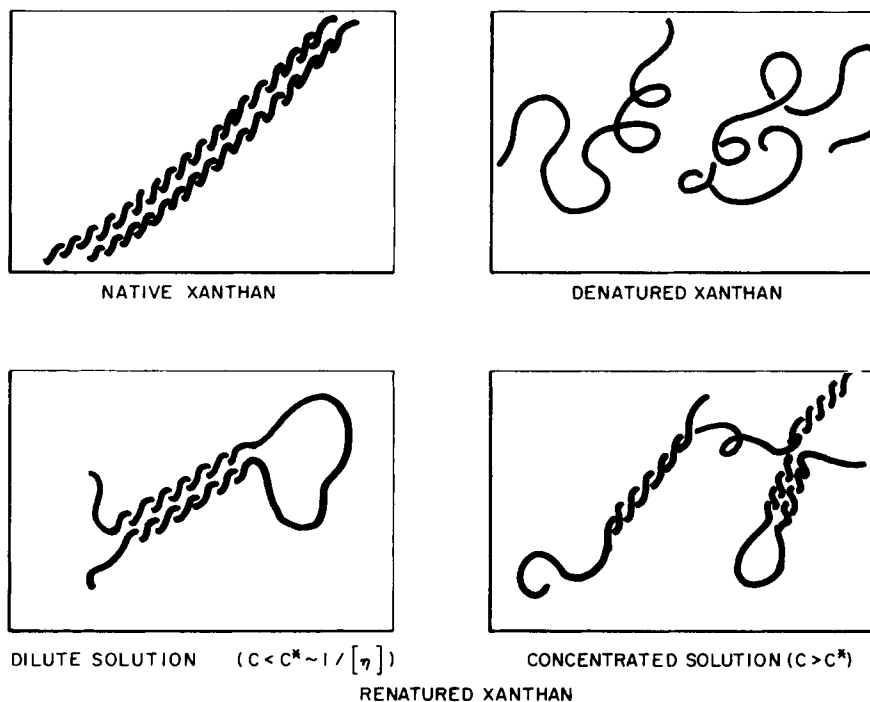 NATIVE XANTHAN
DENATURED XANTHAN
DILUTE SOLUTION (C<C*~1/[η])
CONCENTRATED SOLUTION (C>C*)
RENATURED XANTHAN